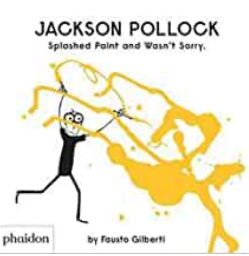 JACKSON POLLOCK
Splashed Paint and Wasn't Sorry.
phaidon
by Fausto Gilberti